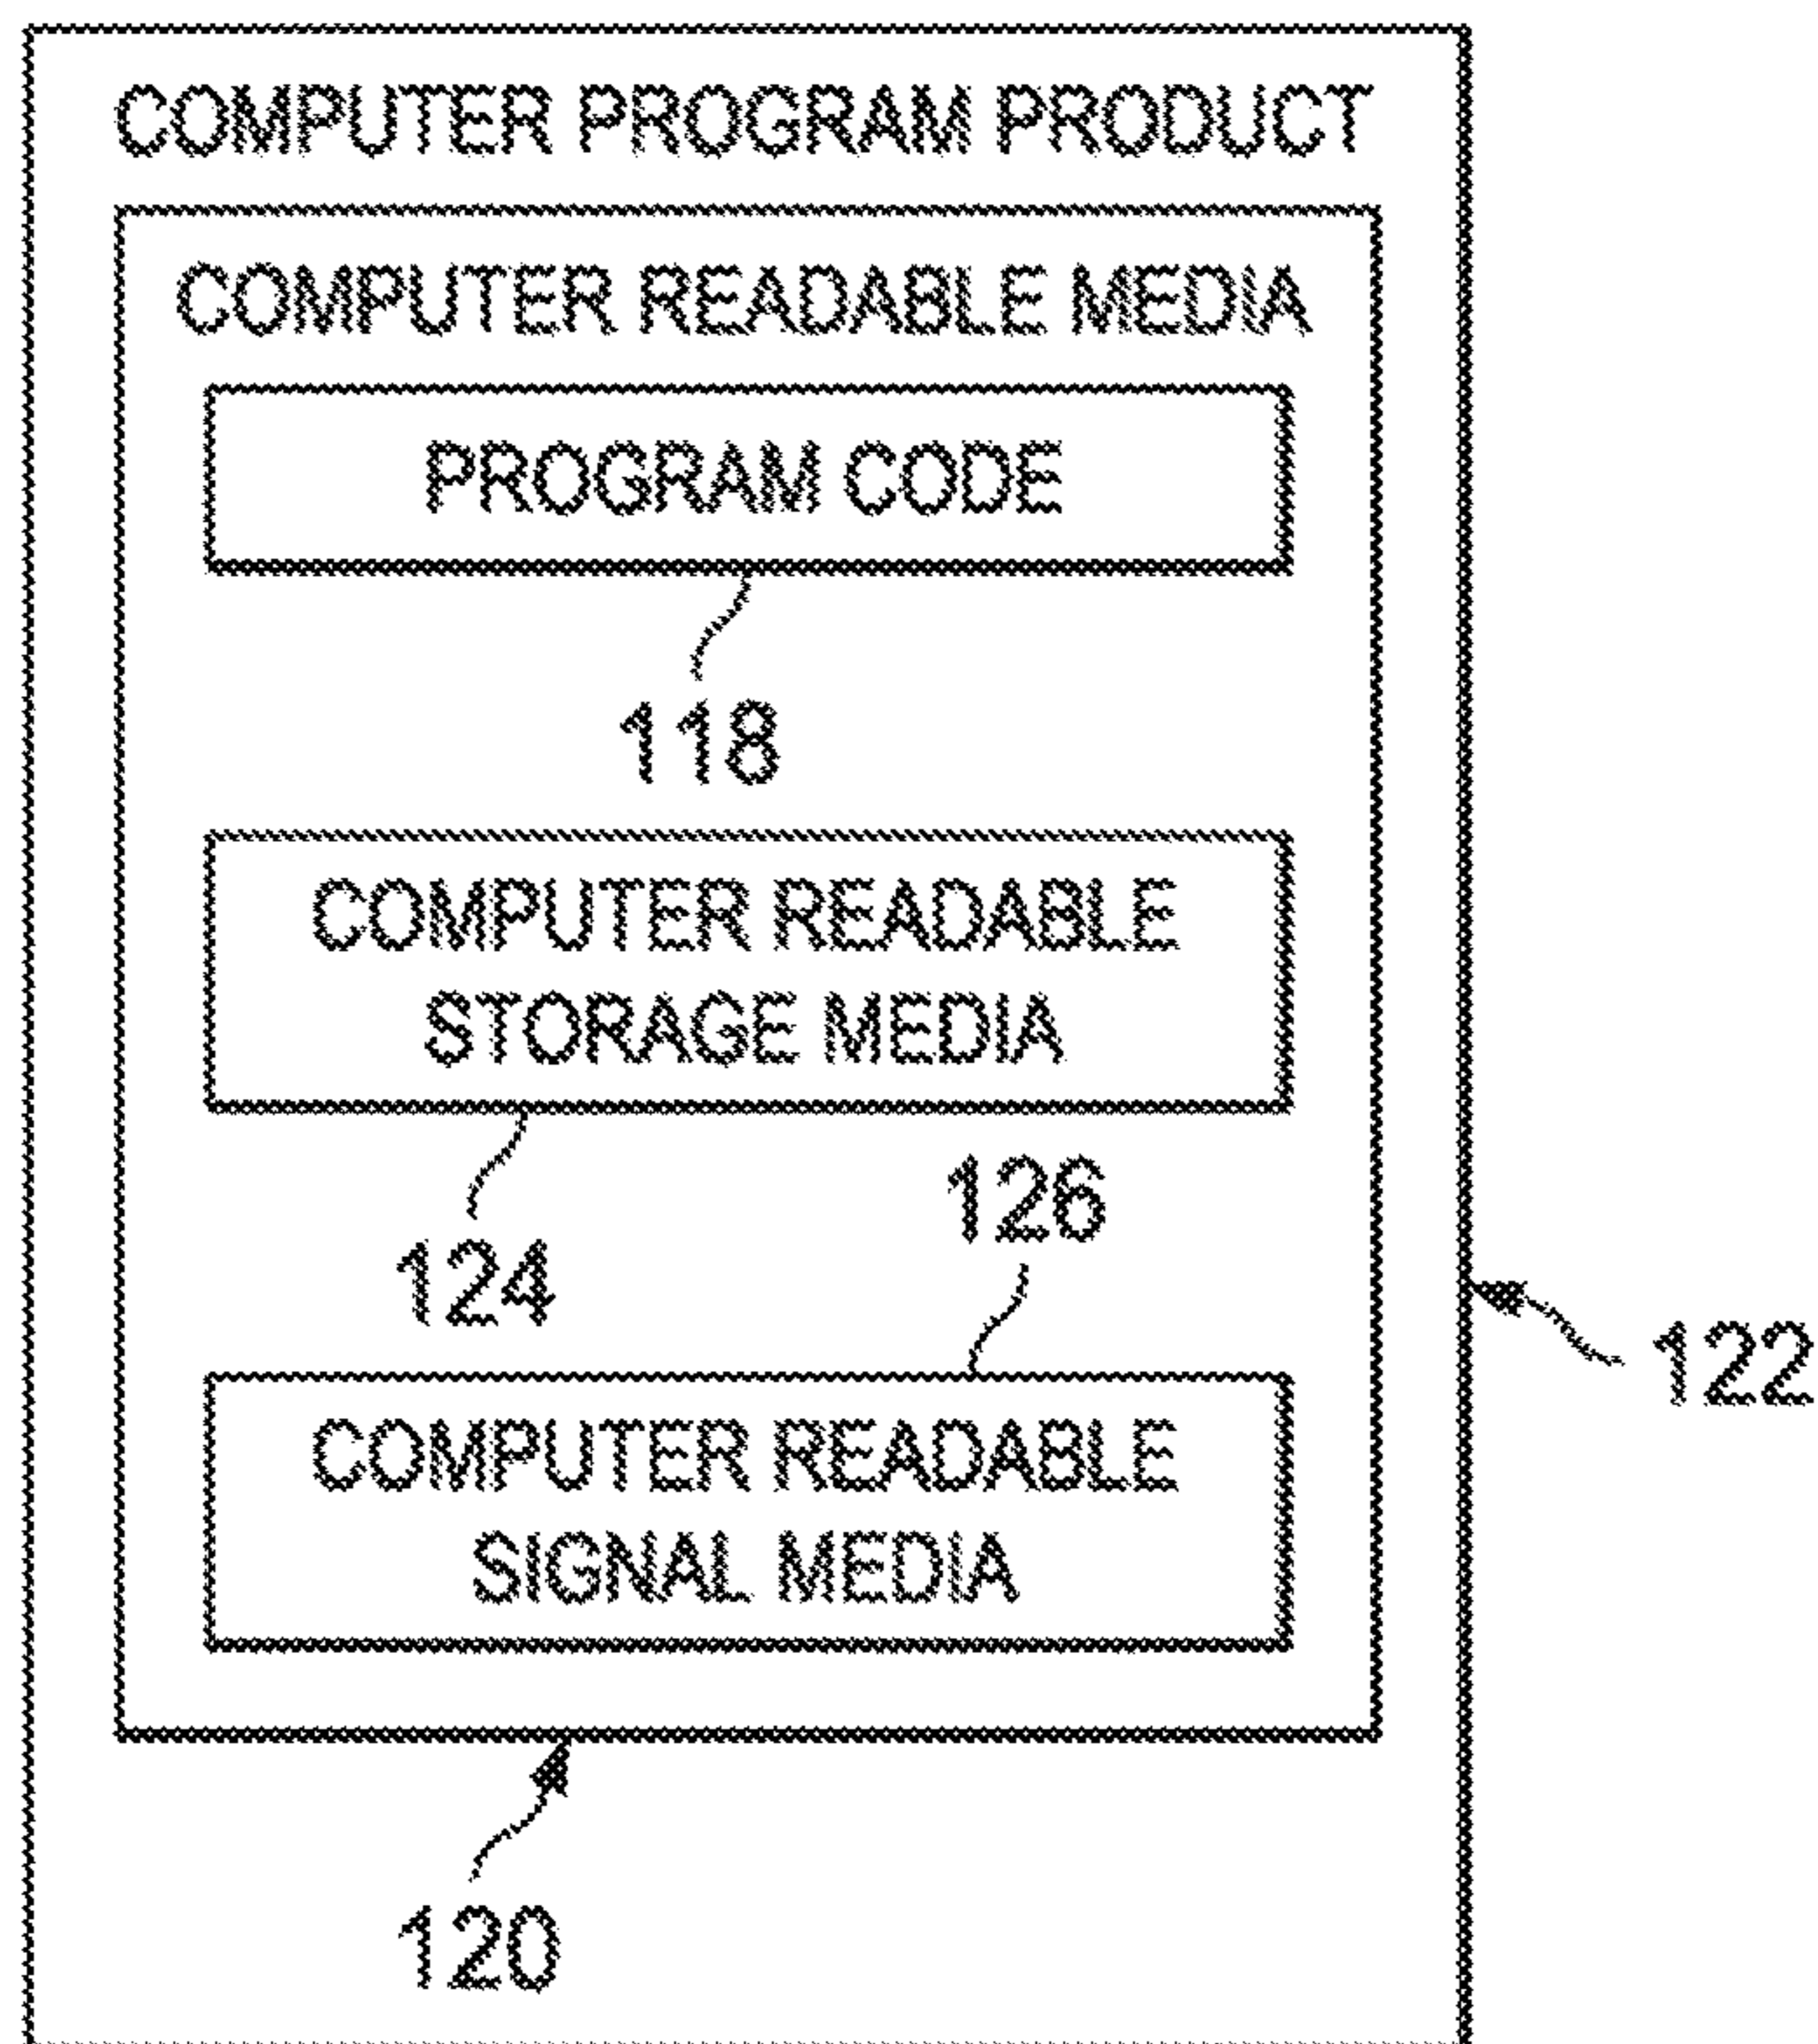 COMPUTER PROGRAM PRODUCT
COMPUTER READABLE MEDIA
PROGRAM CODE
118
COMPUTER READABLE
STORAGE MEDIA
126
124
122
COMPUTER READABLE
SIGNAL MEDIA
120